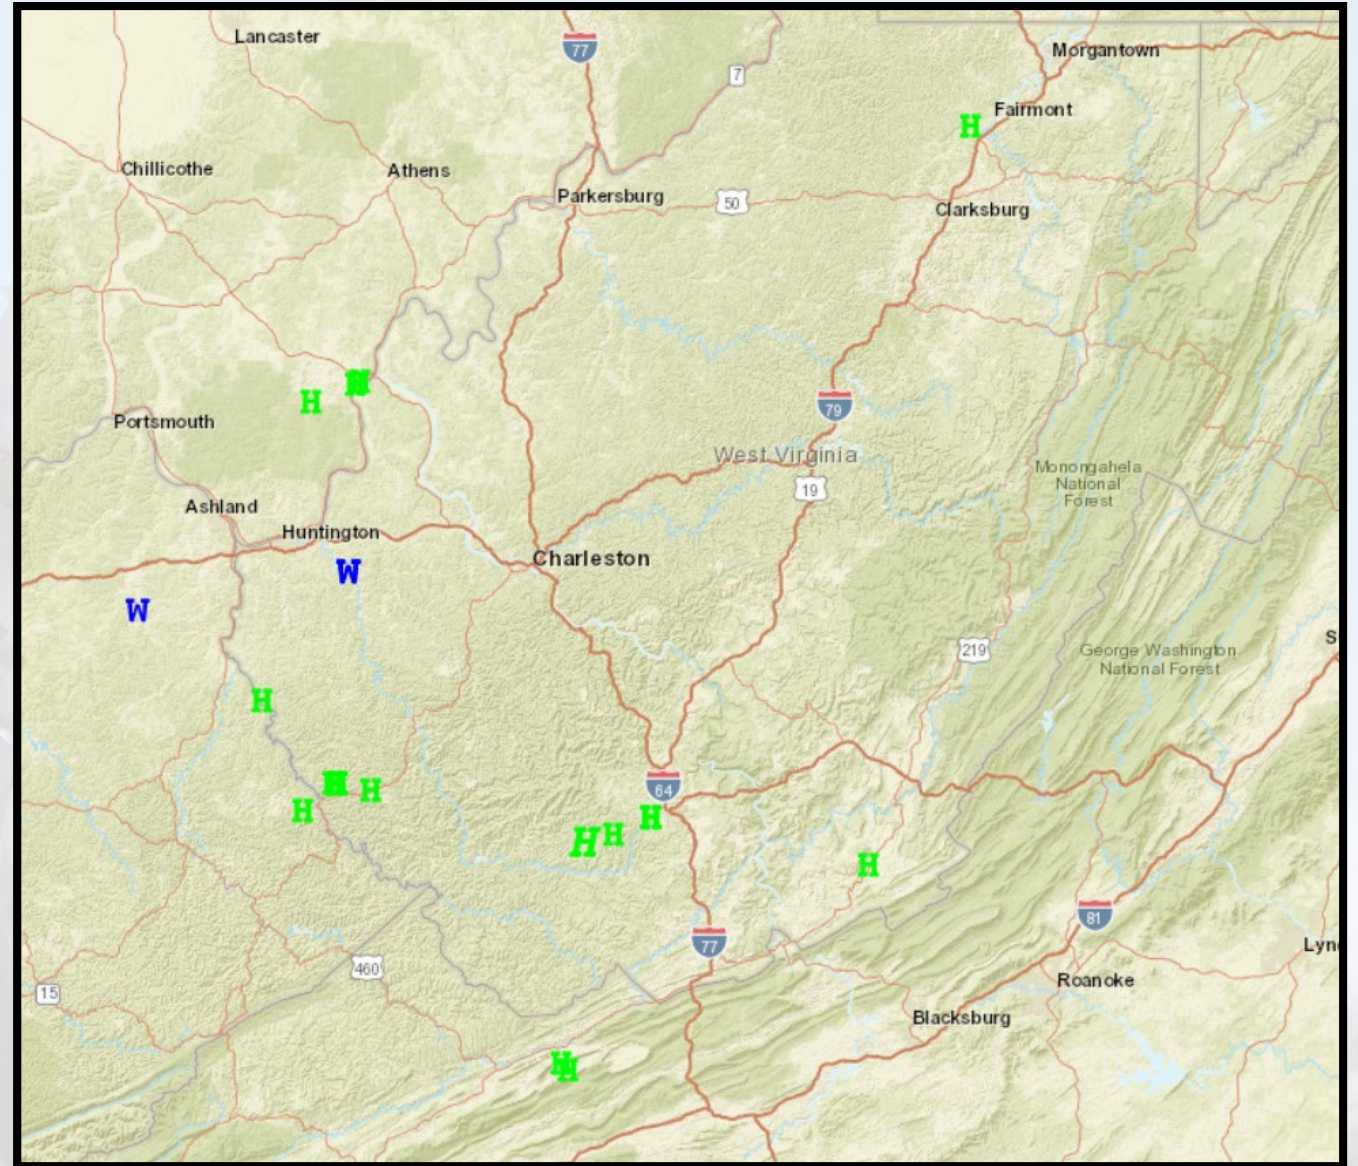 Lancaster
77
Morgantown
7
Fairmont
H
Chillicothe
Athens
Parkersburg
50
Clarksburg
H
H
H
Portsmouth
79
West Virginia
19
Monongahela
National
Forest
Ashland
Huntington
Charleston
W
W
219
George Washington
National Forest
S
H
H
H
H
H
64
H
H
H
H
81
77
Lyn
460
15
Roanoke
Blacksburg
H
H